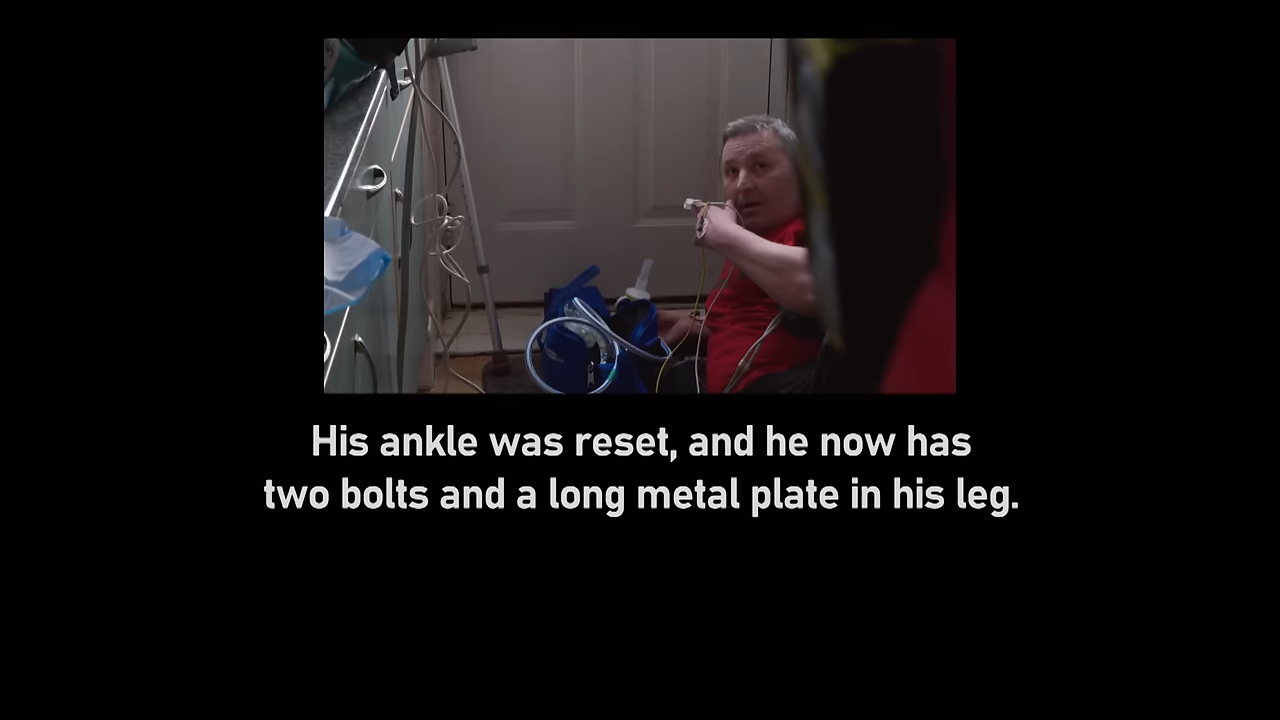 His ankle was reset, and he now has
two bolts and a long metal plate in his leg.